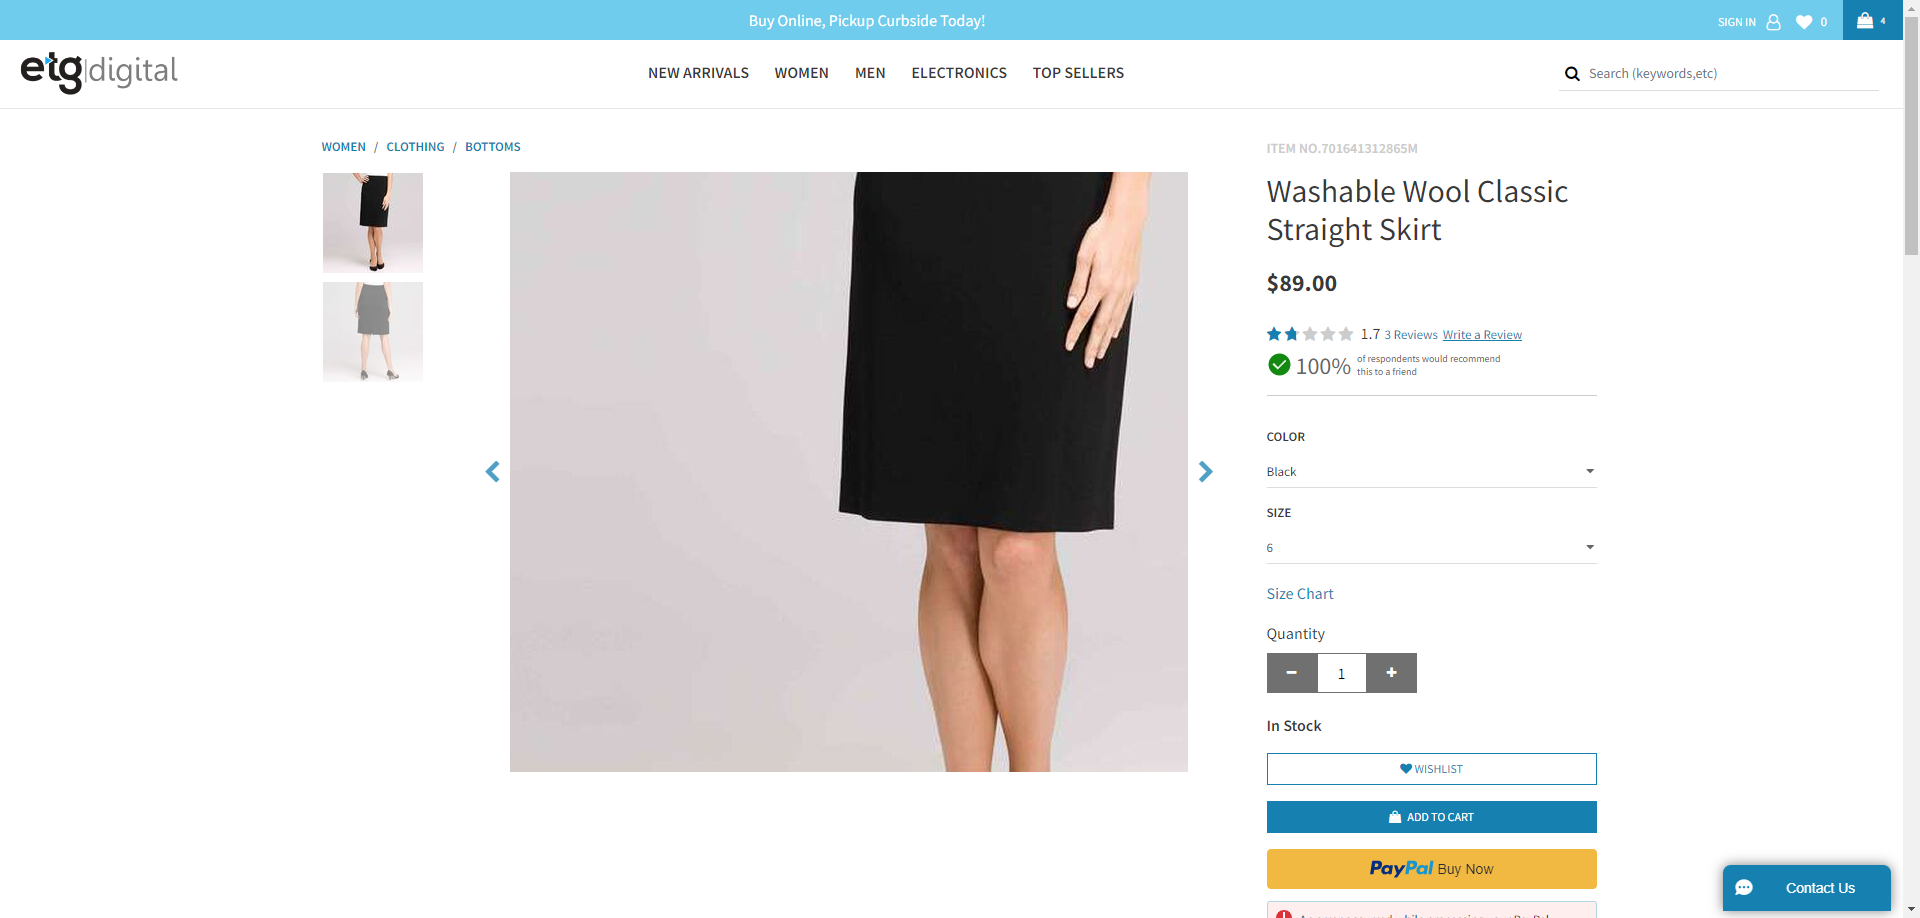 Buy Online, Pickup Curbside Today!
SIGN IN 0 4
etg|digital
NEW ARRIVALS WOMEN MEN ELECTRONICS TOP SELLERS
Search (keywords,etc)
WOMEN / CLOTHING / BOTTOMS
ITEM NO.701641312865M
Washable Wool Classic
Straight Skirt
$89.00
1.7 3 Reviews Write a Review
100% of respondents would recommend
this to a friend
COLOR
Black
SIZE
6
Size Chart
Quantity
− 1 +
In Stock
WISHLIST
ADD TO CART
PayPal Buy Now
Contact Us